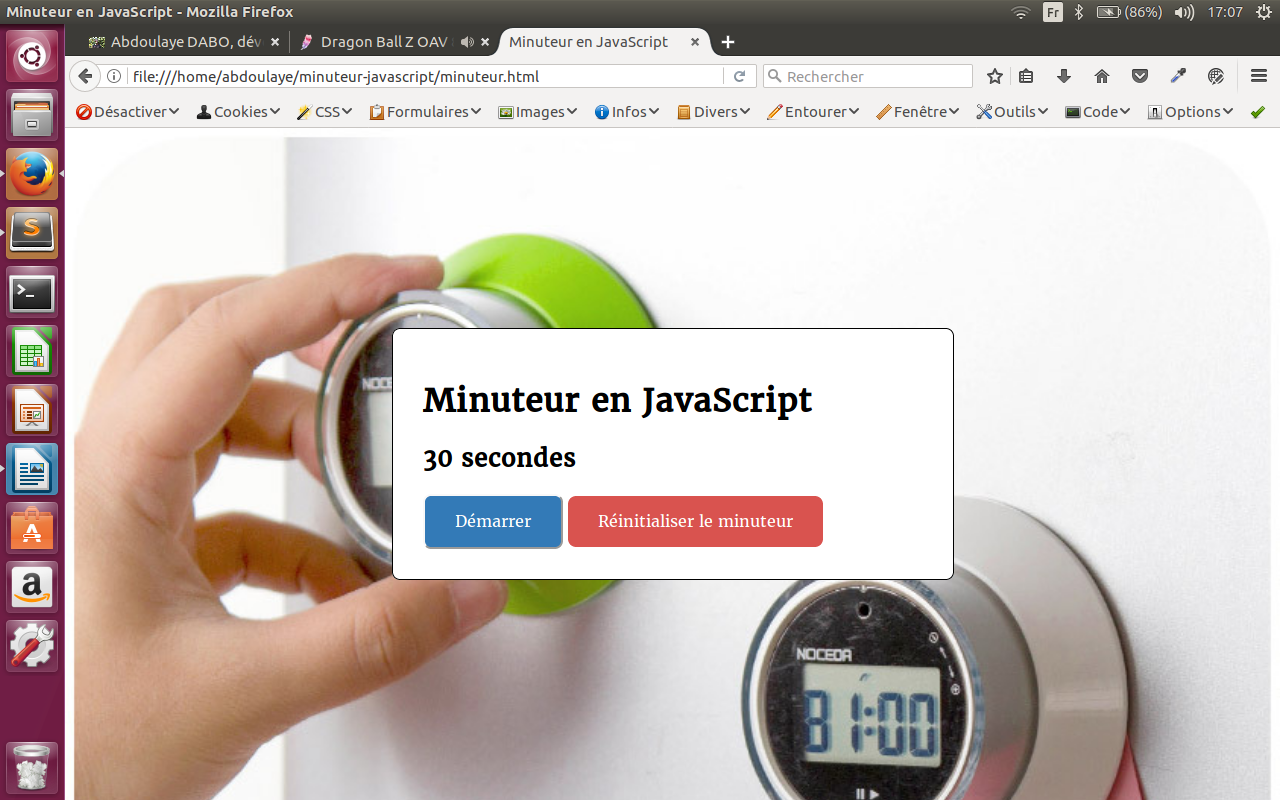 Minuteur en JavaScript - Mozilla Firefox
Fr (86%) 17:07
Abdoulaye DABO, dév
Dragon Ball Z OAV
Minuteur en JavaScript
file:///home/abdoulaye/minuteur-javascript/minuteur.html
Rechercher
Désactiver Cookies CSS Formulaires Images Infos Divers Entourer Fenêtre Outils Code Options
NOCE
Minuteur en JavaScript
30 secondes
Démarrer Réinitialiser le minuteur
NOCEDA
81:00